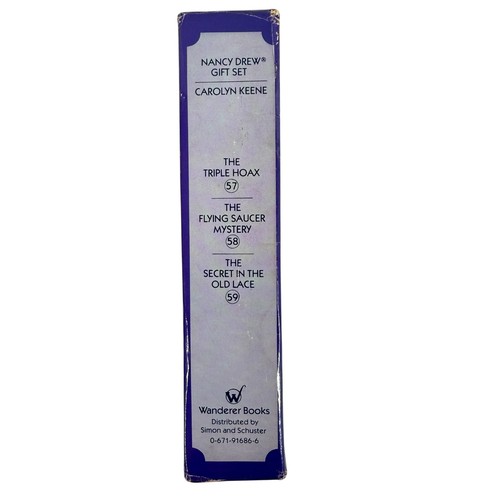 NANCY DREW®
GIFT SET
CAROLYN KEENE
THE
TRIPLE HOAX
57
THE
FLYING SAUCER
MYSTERY
58
THE
SECRET IN THE
OLD LACE
59
W
Wanderer Books
Distributed by
Simon and Schuster
0-671-91686-6